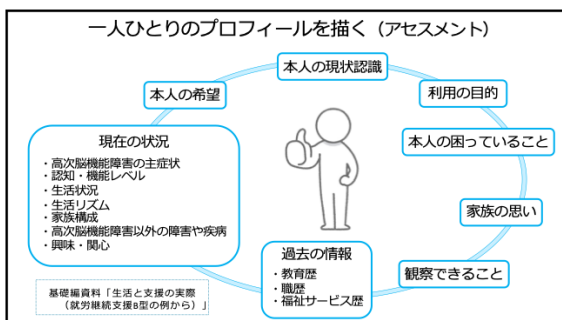 一人ひとりのプロフィールを描く（アセスメント）
本人の現状認識
本人の希望
利用の目的
現在の状況
・高次脳機能障害の主症状
・認知・機能レベル
・生活状況
・生活リズム
・家族構成
・高次脳機能障害以外の障害や疾病
・興味・関心
本人の困っていること
家族の思い
過去の情報
・教育歴
・職歴
・福祉サービス歴
観察できること
基礎編資料「生活と支援の実際
（就労継続支援B型の例から）」